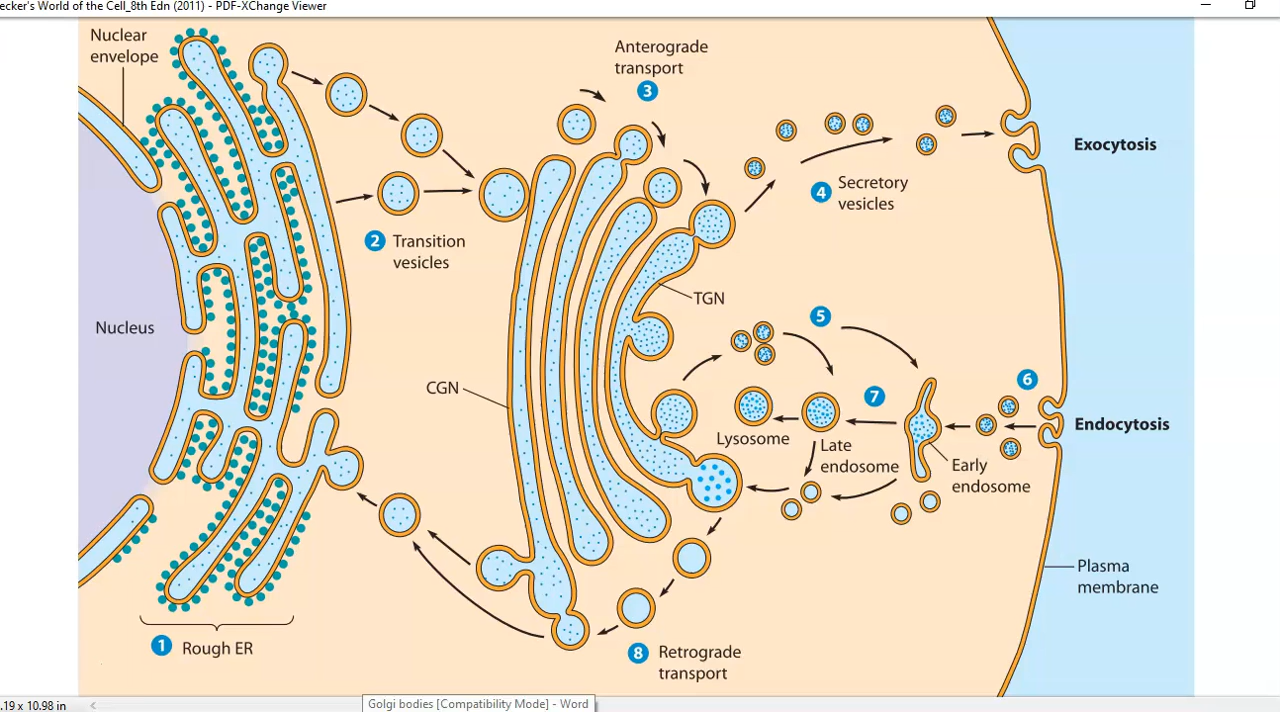 ecker's World of the Cell_8th Edn (2011) - PDF-XChange Viewer
Nuclear
envelope
Anterograde
transport
3
Exocytosis
4 Secretory
vesicles
2 Transition
vesicles
TGN
5
Nucleus
CGN
7
6
Lysosome
Late
endosome
Endocytosis
Early
endosome
Plasma
membrane
1 Rough ER
8 Retrograde
transport
.19 x 10.98 in
Golgi bodies [Compatibility Mode] - Word